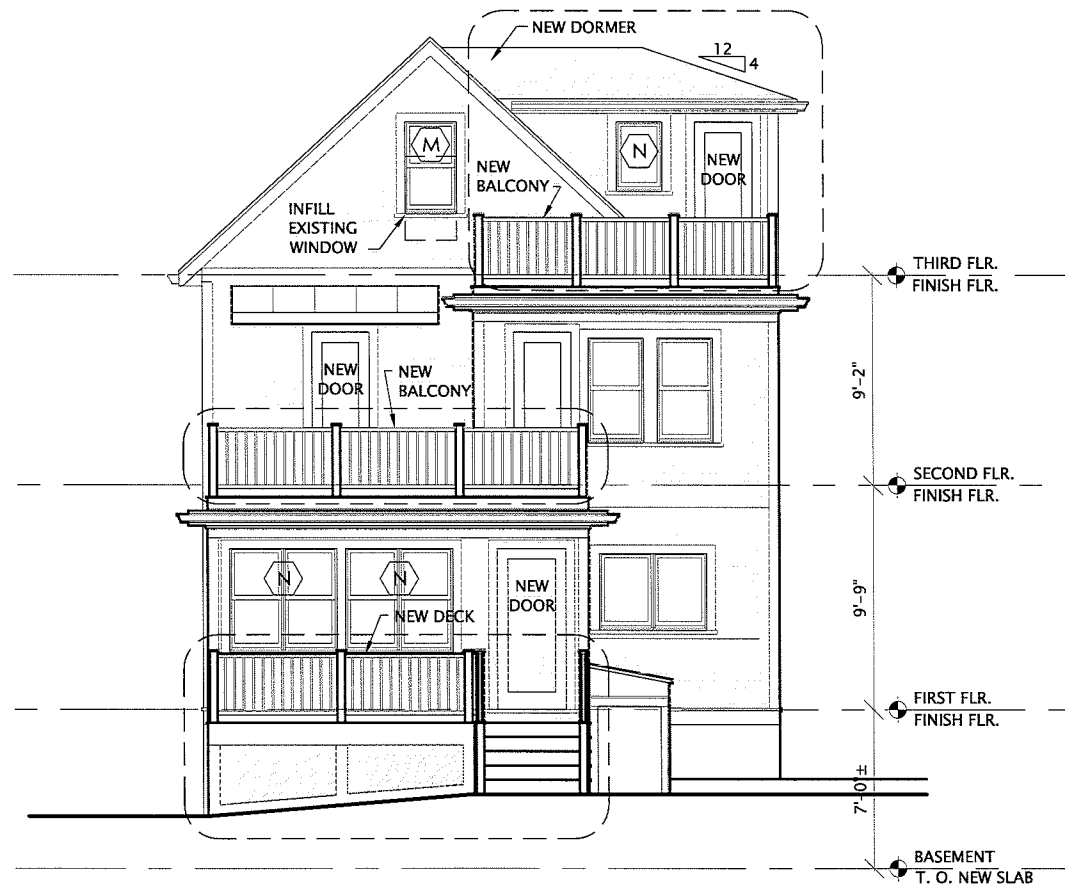 NEW DORMER
12
4
M
N
NEW
DOOR
NEW
BALCONY
INFILL
EXISTING
WINDOW
THIRD FLR.
FINISH FLR.
NEW
DOOR
NEW
BALCONY
9'-2"
SECOND FLR.
FINISH FLR.
N
N
NEW
DOOR
NEW DECK
9'-9"
FIRST FLR.
FINISH FLR.
7'-0"±
BASEMENT
T. O. NEW SLAB